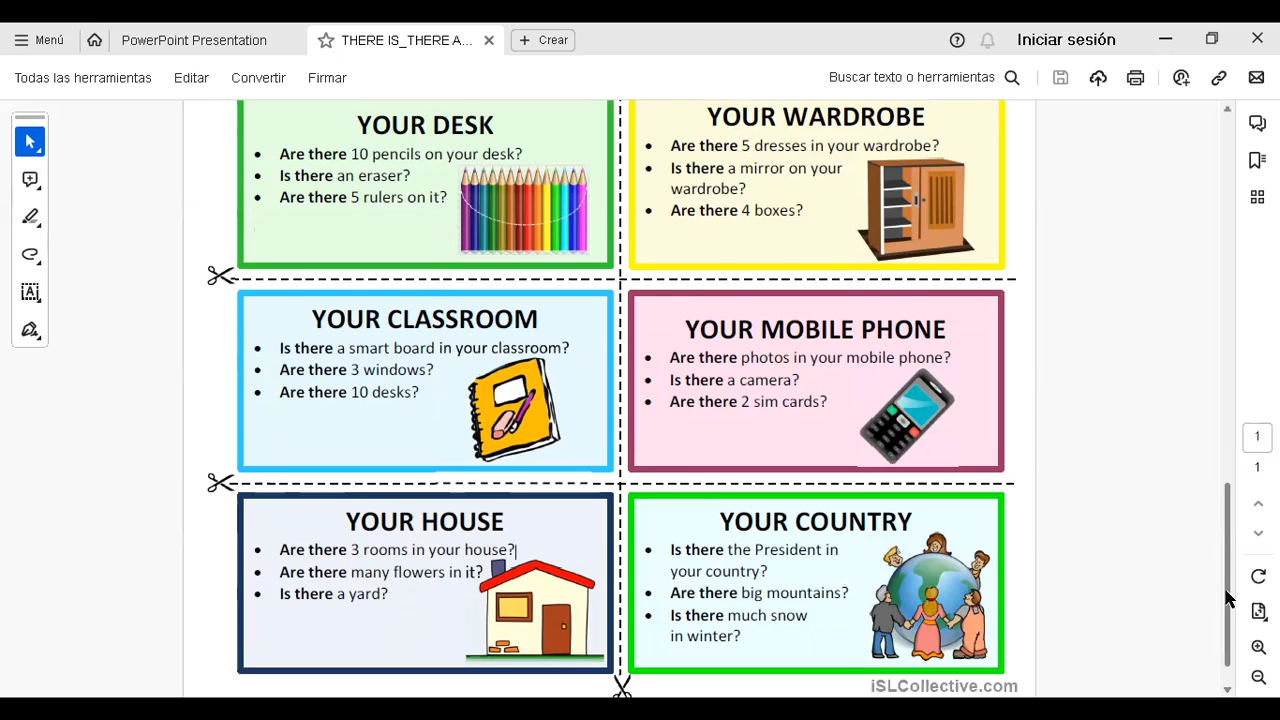 Menú
PowerPoint Presentation
THERE IS_THERE A...
Crear
Iniciar sesión
Todas las herramientas
Editar
Convertir
Firmar
Buscar texto o herramientas
YOUR DESK
• Are there 10 pencils on your desk?
• Is there an eraser?
• Are there 5 rulers on it?
YOUR WARDROBE
• Are there 5 dresses in your wardrobe?
• Is there a mirror on your
wardrobe?
• Are there 4 boxes?
YOUR CLASSROOM
• Is there a smart board in your classroom?
• Are there 3 windows?
• Are there 10 desks?
YOUR MOBILE PHONE
• Are there photos in your mobile phone?
• Is there a camera?
• Are there 2 sim cards?
YOUR HOUSE
• Are there 3 rooms in your house?
• Are there many flowers in it?
• Is there a yard?
YOUR COUNTRY
• Is there the President in
your country?
• Are there big mountains?
• Is there much snow
in winter?
iSLCollective.com
1
1